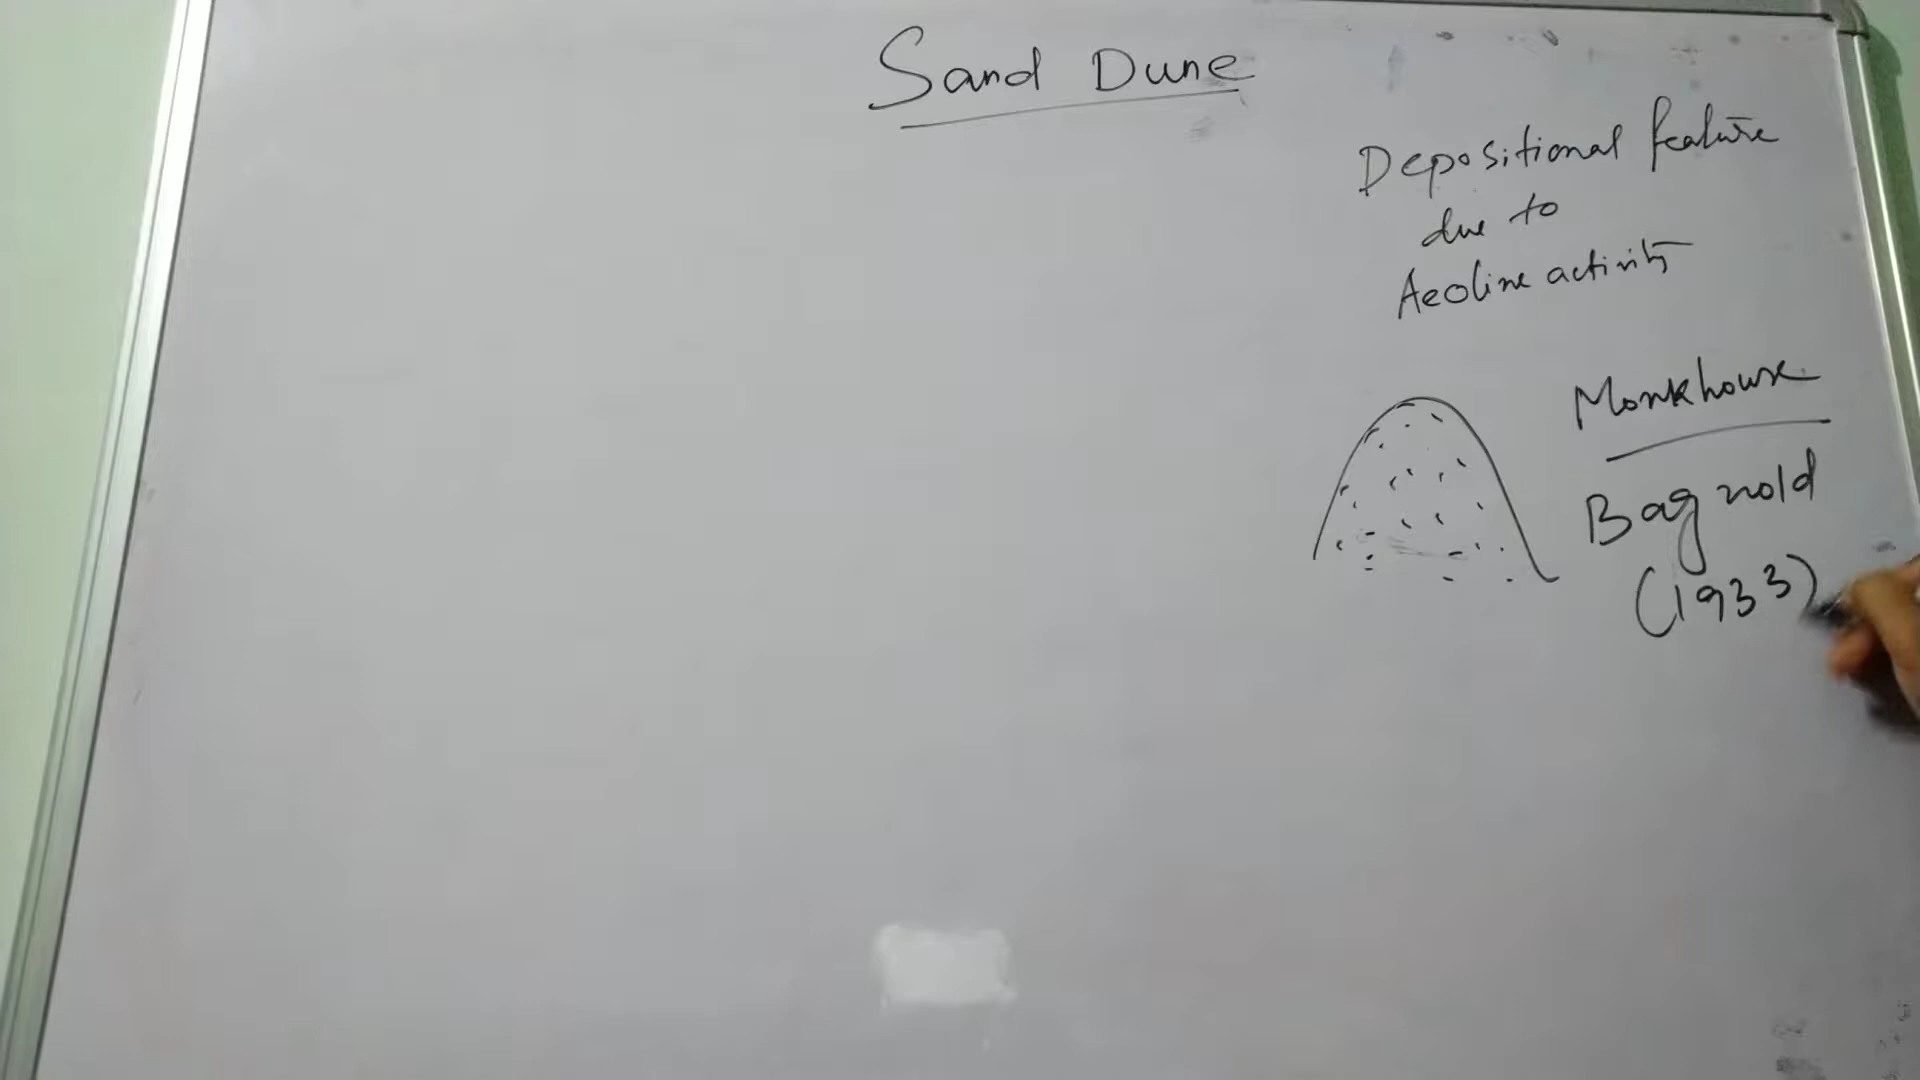 Sand Dune
Depositional feature
due to
Aeoline activity
Monkhouse
Bagnold
(1933)